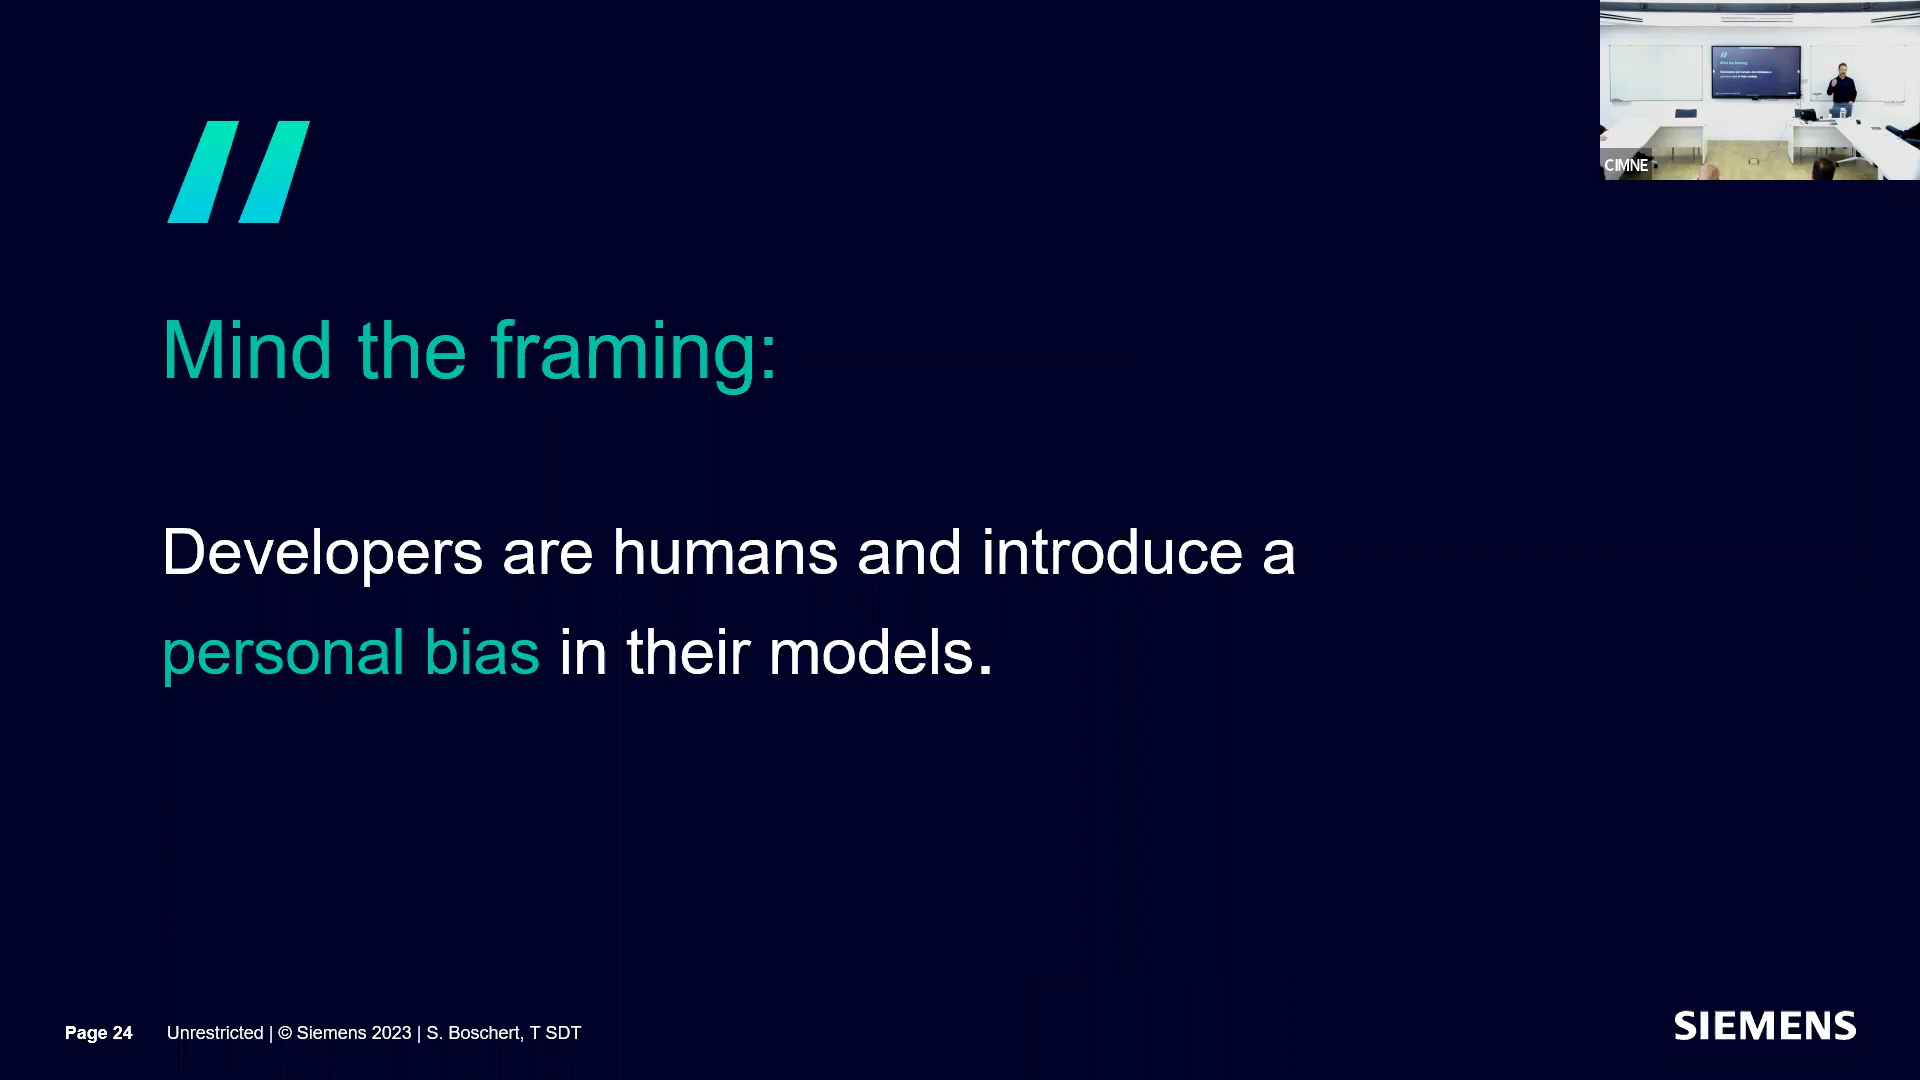 Mind the framing:
Developers are humans and introduce a
personal bias in their models.
CIMNE
Page 24 Unrestricted | © Siemens 2023 | S. Boschert, T SDT
SIEMENS